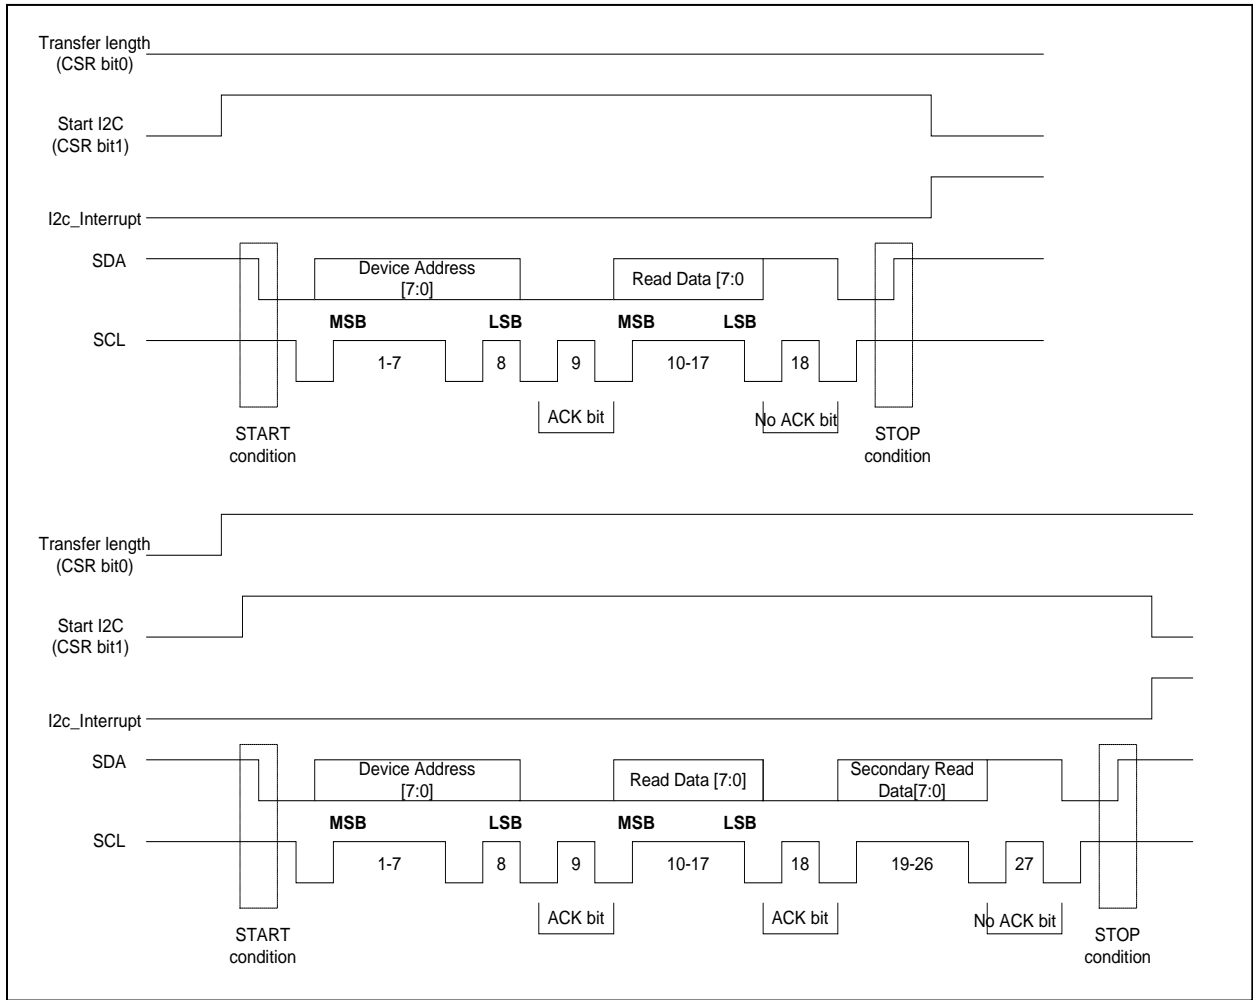 Transfer length
(CSR bit0)
Start I2C
(CSR bit1)
I2c_Interrupt
SDA
Device Address
[7:0]
Read Data [7:0
MSB LSB MSB LSB
SCL
1-7 8 9 10-17 18
ACK bit No ACK bit
START
condition
STOP
condition
Transfer length
(CSR bit0)
Start I2C
(CSR bit1)
I2c_Interrupt
SDA
Device Address
[7:0]
Read Data [7:0]
Secondary Read
Data[7:0]
MSB LSB MSB LSB
SCL
1-7 8 9 10-17 18 19-26 27
ACK bit ACK bit No ACK bit
START
condition
STOP
condition